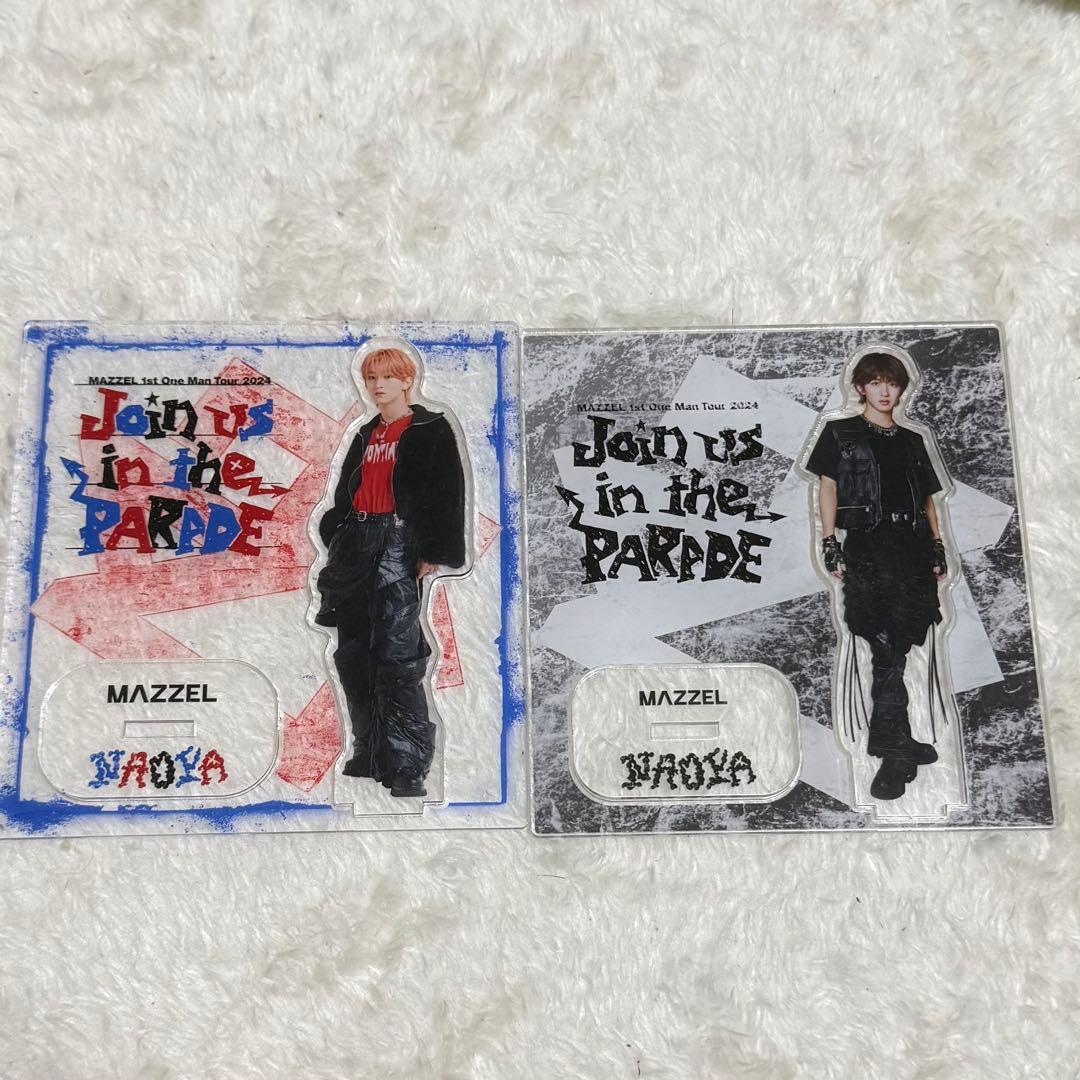 MAZZEL 1st One Man Tour 2024
Join us
in the
PARADE
MAZZEL
NAOYA
MAZZEL 1st One Man Tour 2024
Join us
in the
PARADE
MAZZEL
NAOYA